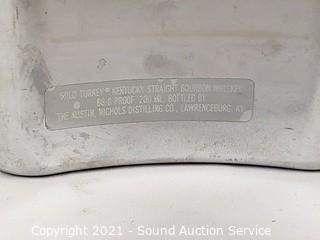 WILD TURKEY® KENTUCKY STRAIGHT BOURBON WHISKEY
86.8 PROOF 200 ML. BOTTLED BY
THE AUSTIN, NICHOLS DISTILLING CO., LAWRENCEBURG, KY
Copyright 2021 - Sound Auction Service